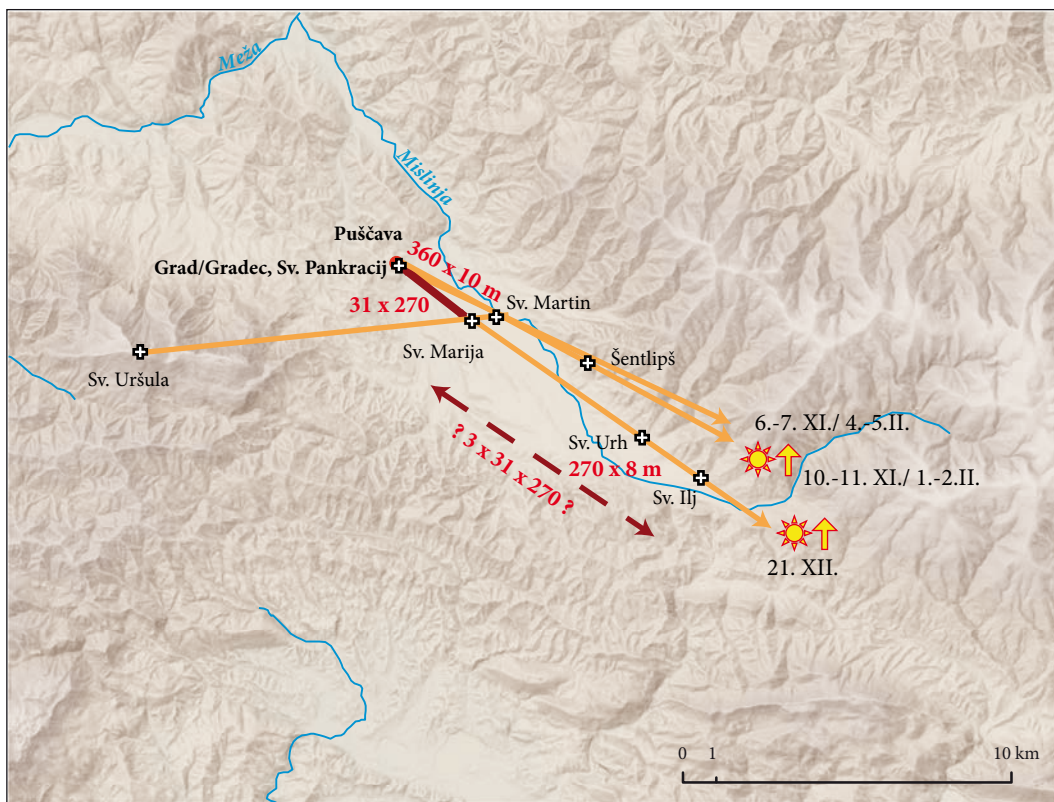 Meža
Mislinja
Puščava
Grad/Gradec, Sv. Pankracij
360 x 10 m
31 x 270
Sv. Martin
Sv. Marija
Šentlipš
Sv. Uršula
6.-7. XI./ 4.-5.II.
? 3 x 31 x 270 ?
Sv. Urh
270 x 8 m
10.-11. XI./ 1.-2.II.
Sv. Ilj
21. XII.
0 1 10 km